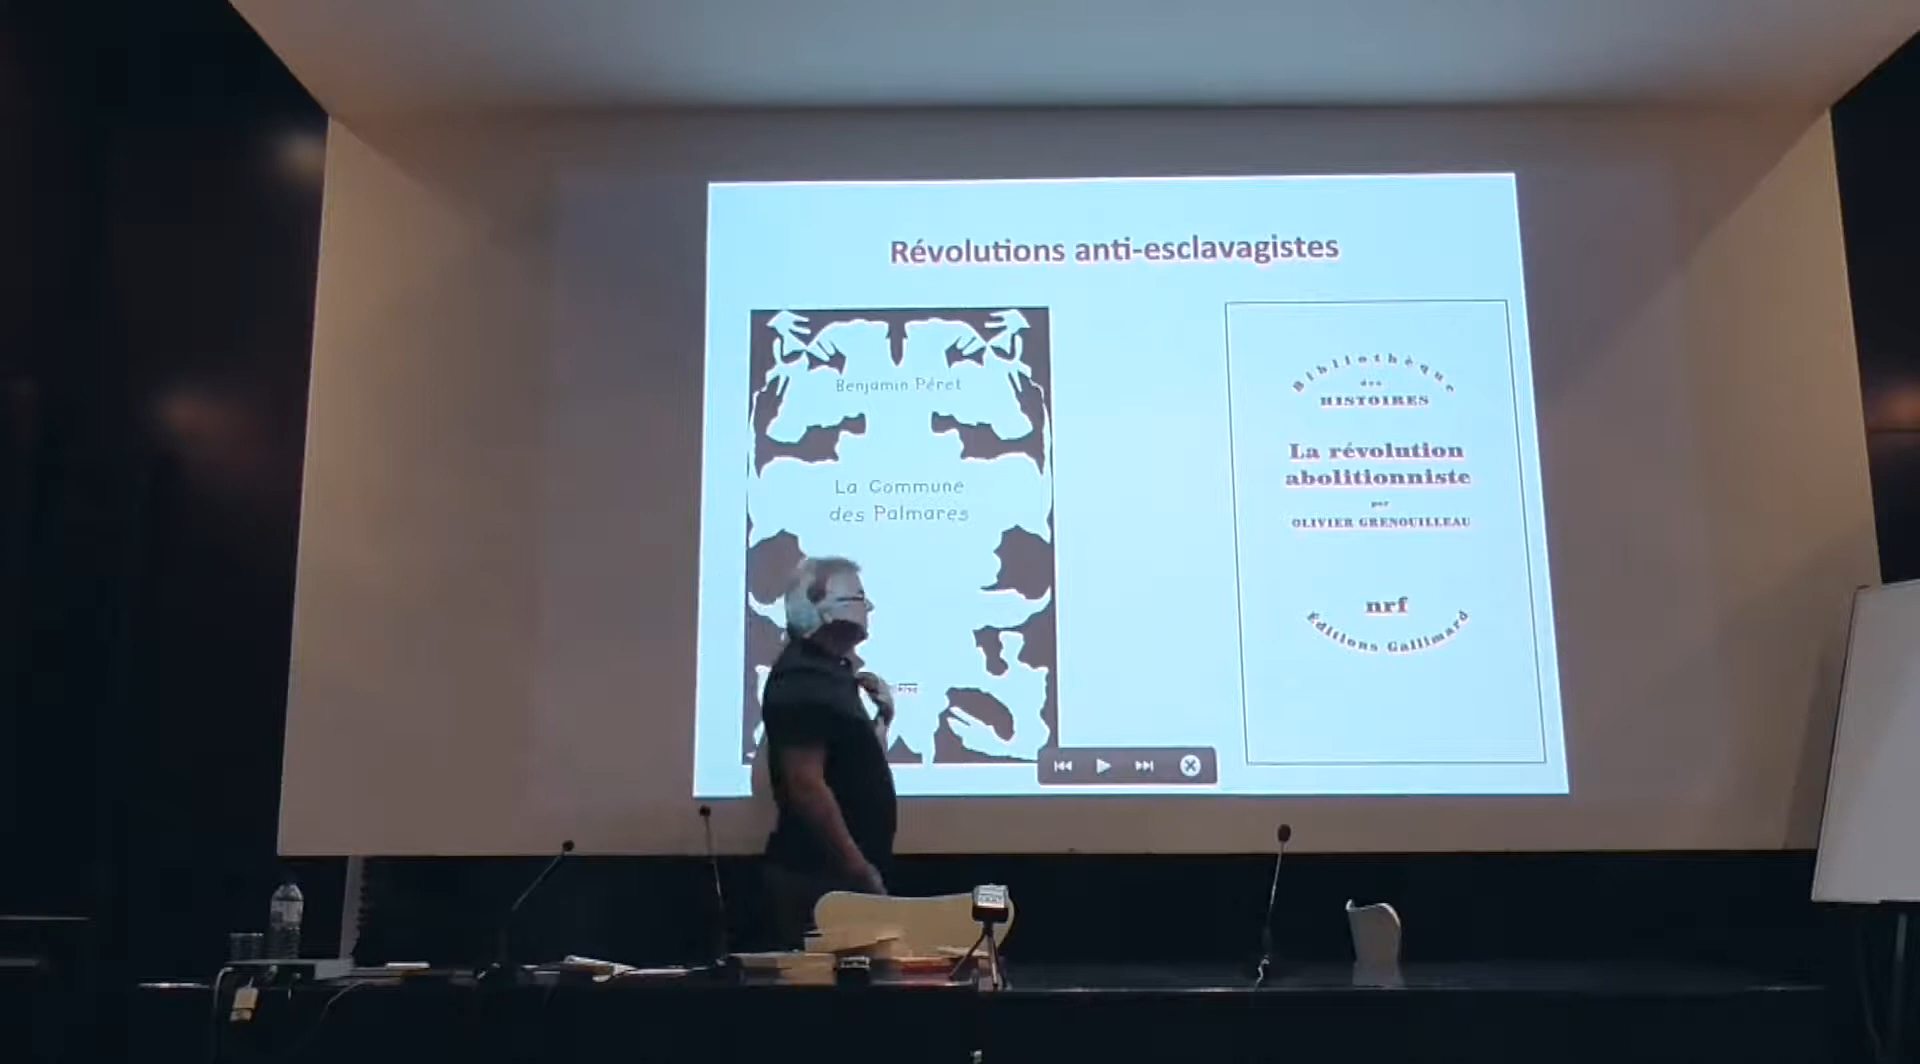 Révolutions anti-esclavagistes
Benjamin Péret
La Commune
des Palmares
Bibliothèque
des
HISTOIRES
La révolution
abolitionniste
par
OLIVIER GRENOUILLEAU
nrf
Éditions Gallimard